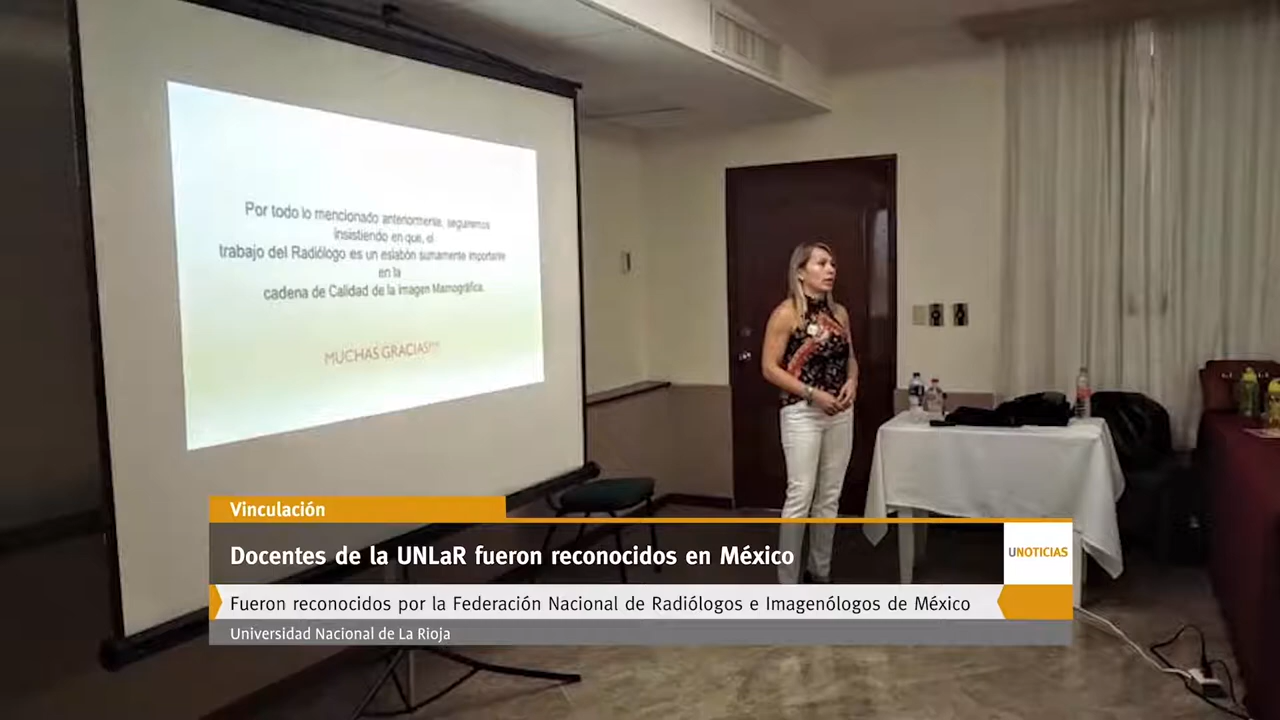 Por todo lo mencionado anteriormente, seguiremos
insistiendo en que, el
trabajo del Radiólogo es un eslabón sumamente importante
en la
cadena de Calidad de la imagen Mamográfica.
MUCHAS GRACIAS!!!
Vinculación
Docentes de la UNLaR fueron reconocidos en México
UNOTICIAS
Fueron reconocidos por la Federación Nacional de Radiólogos e Imagenólogos de México
Universidad Nacional de La Rioja